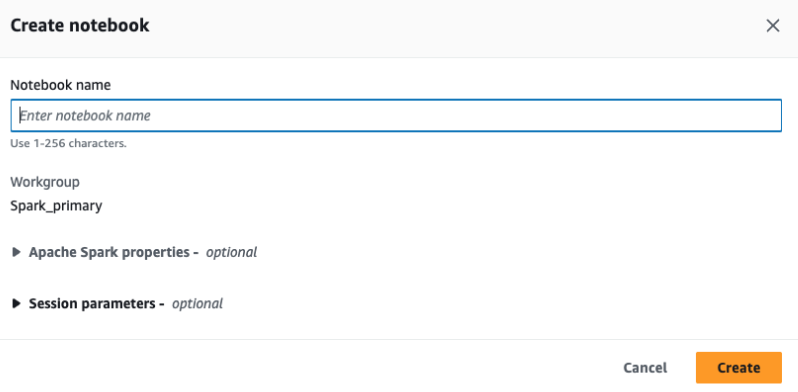 Create notebook
Notebook name
Enter notebook name
Use 1-256 characters.
Workgroup
Spark_primary
Apache Spark properties - optional
Session parameters - optional
Cancel Create